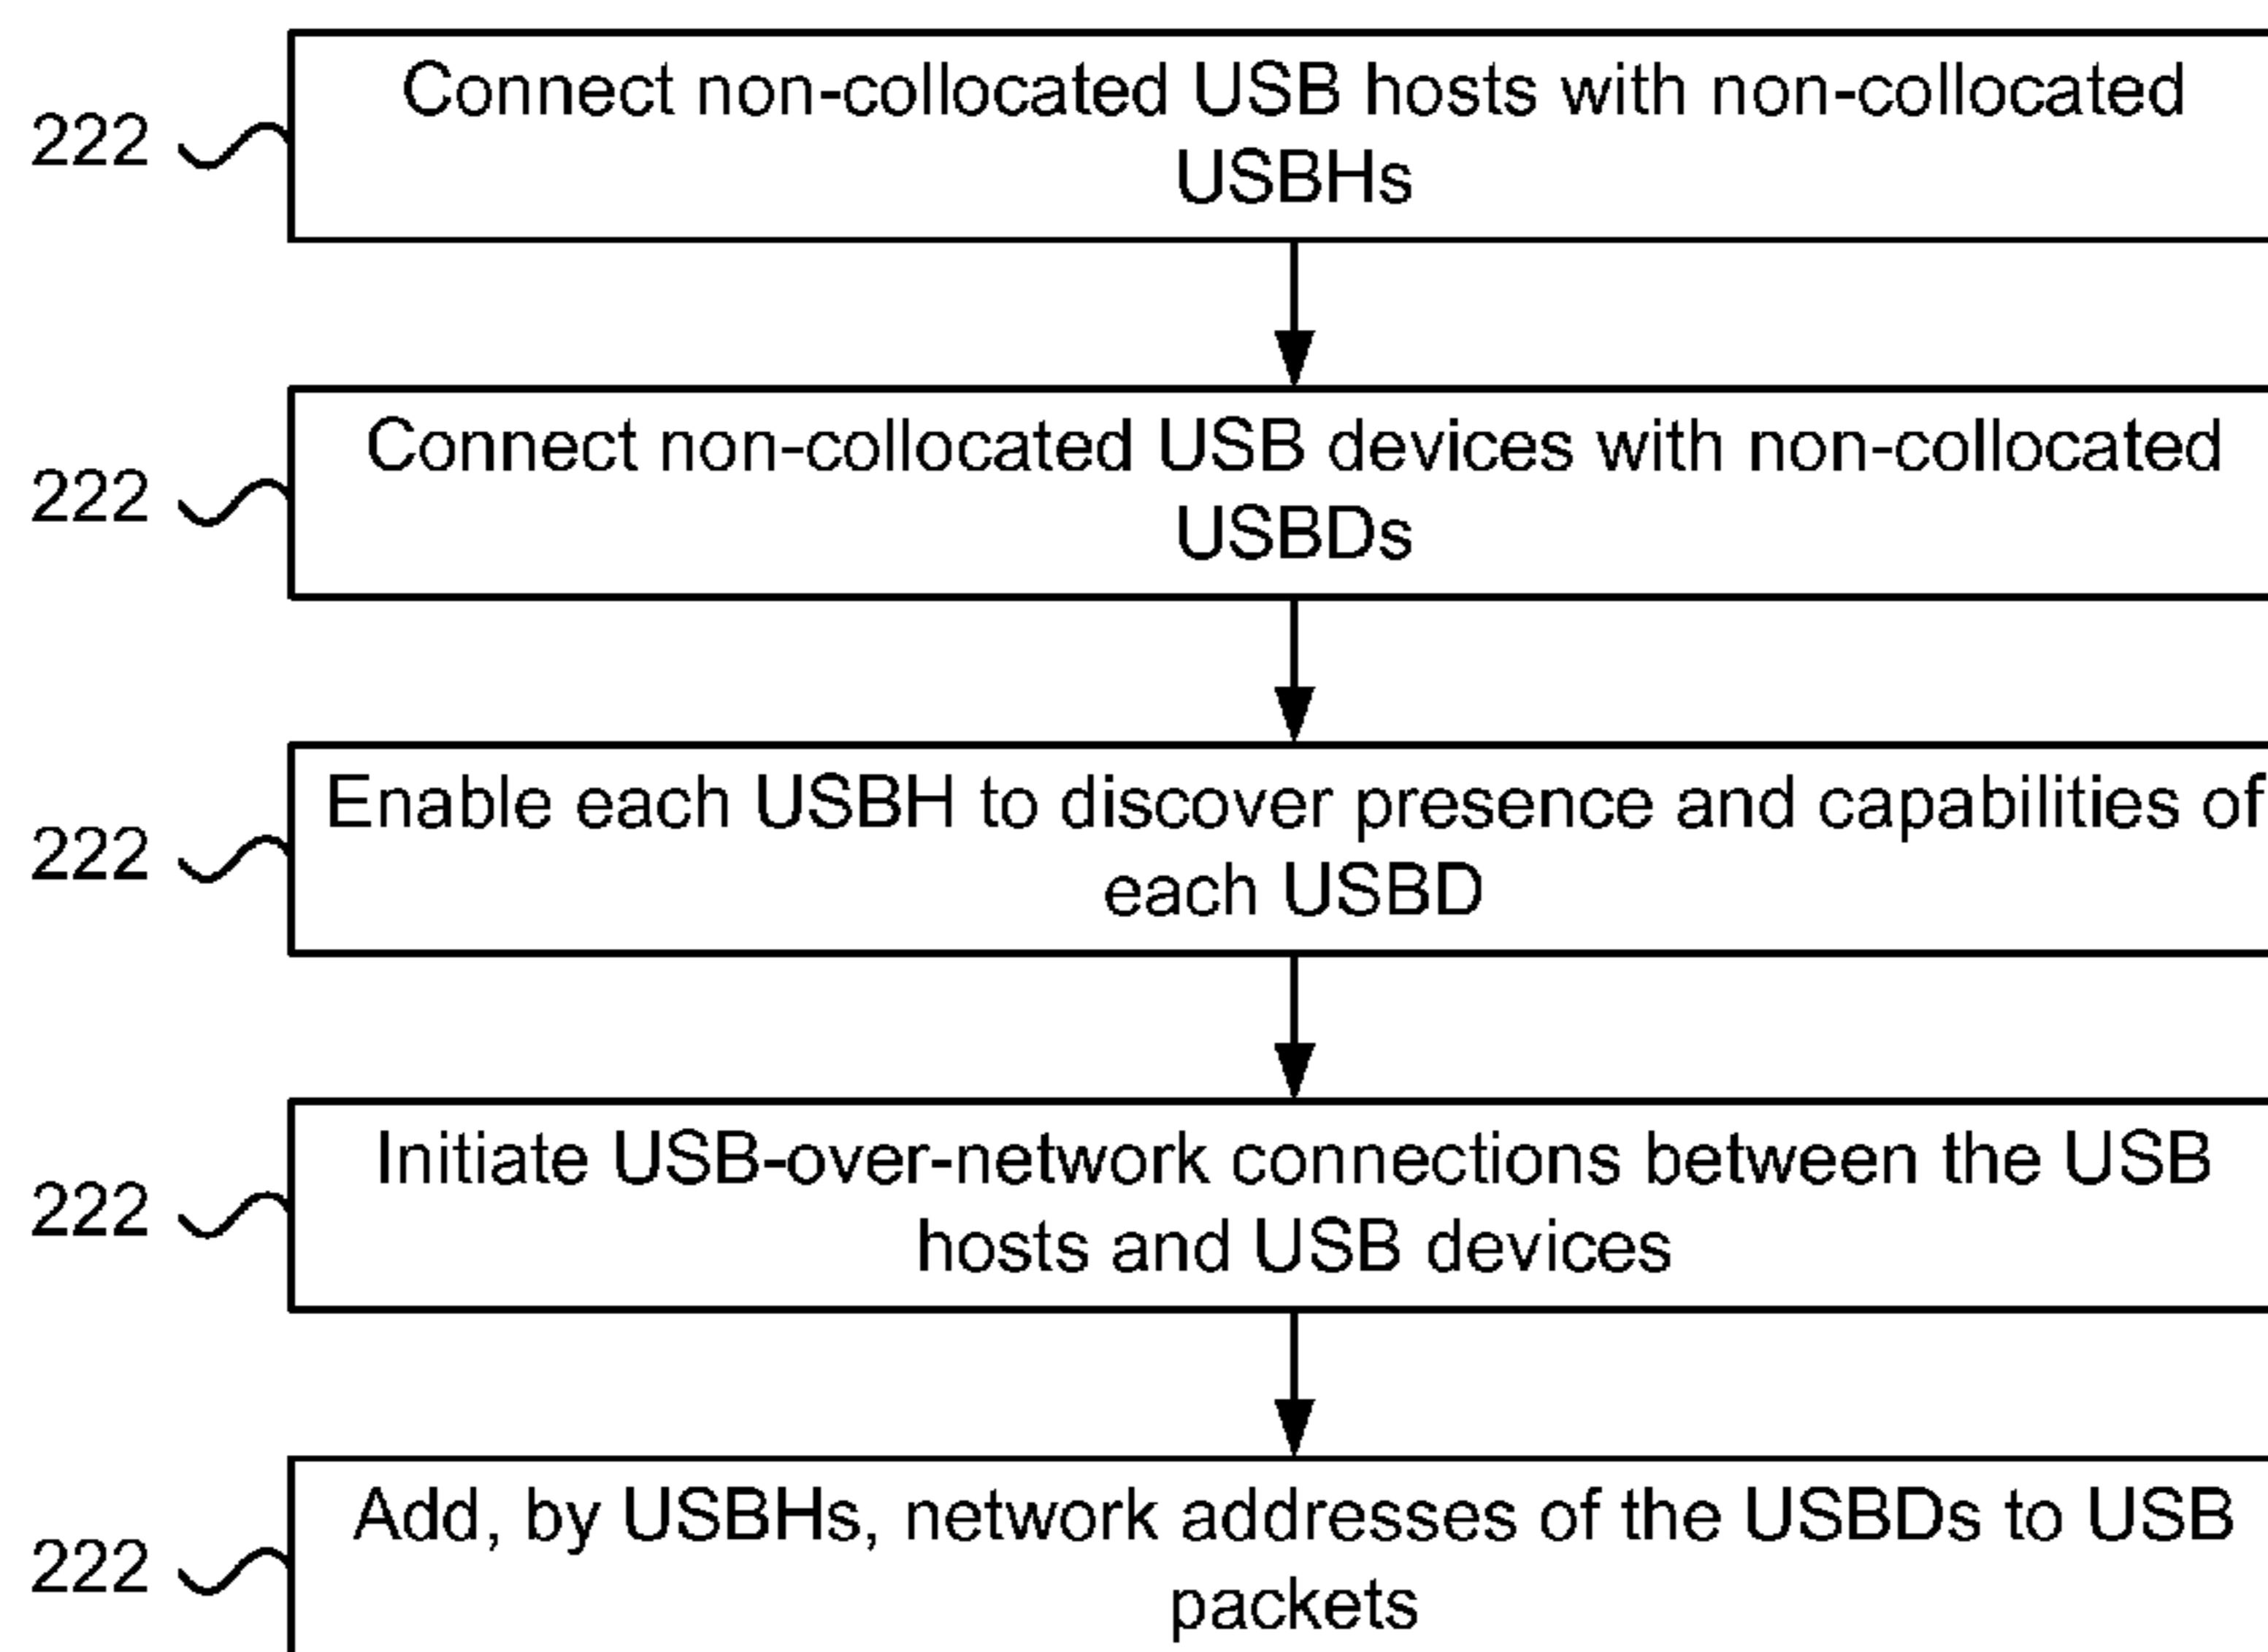 Connect non-collocated USB hosts with non-collocated
222
USBHs
Connect non-collocated USB devices with non-collocated
222
USBDs
Enable each USBH to discover presence and capabilities of
222
each USBD
Initiate USB-over-network connections between the USB
222
hosts and USB devices
Add, by USBHs, network addresses of the USBDs to USB
222
packets